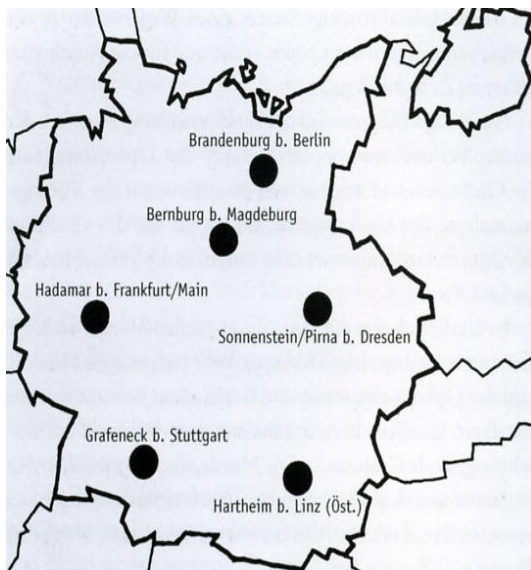 Brandenburg b. Berlin
Bernburg b. Magdeburg
Hadamar b. Frankfurt/Main
Sonnenstein/Pirna b. Dresden
Grafeneck b. Stuttgart
Hartheim b. Linz (Öst.)